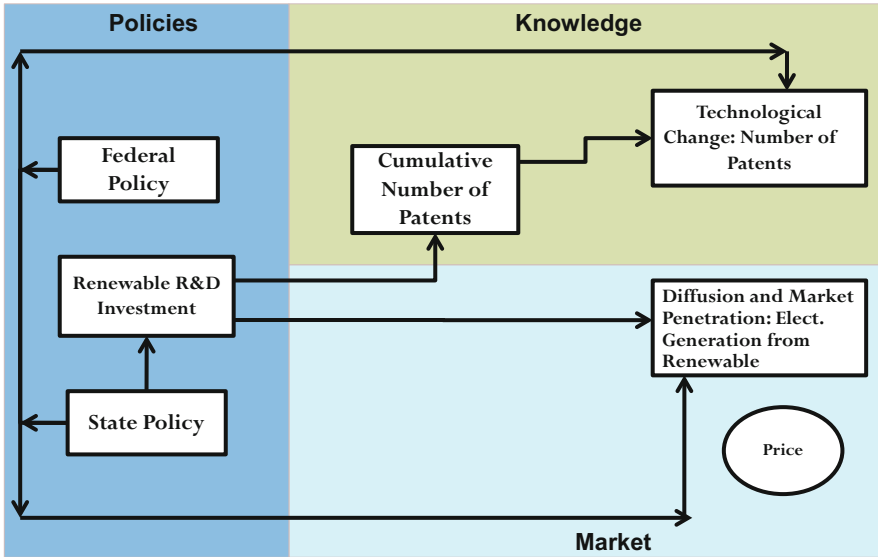 Policies
Knowledge
Technological
Change: Number of
Patents
Federal
Policy
Cumulative
Number of
Patents
Renewable R&D
Investment
Diffusion and Market
Penetration: Elect.
Generation from
Renewable
State Policy
Price
Market